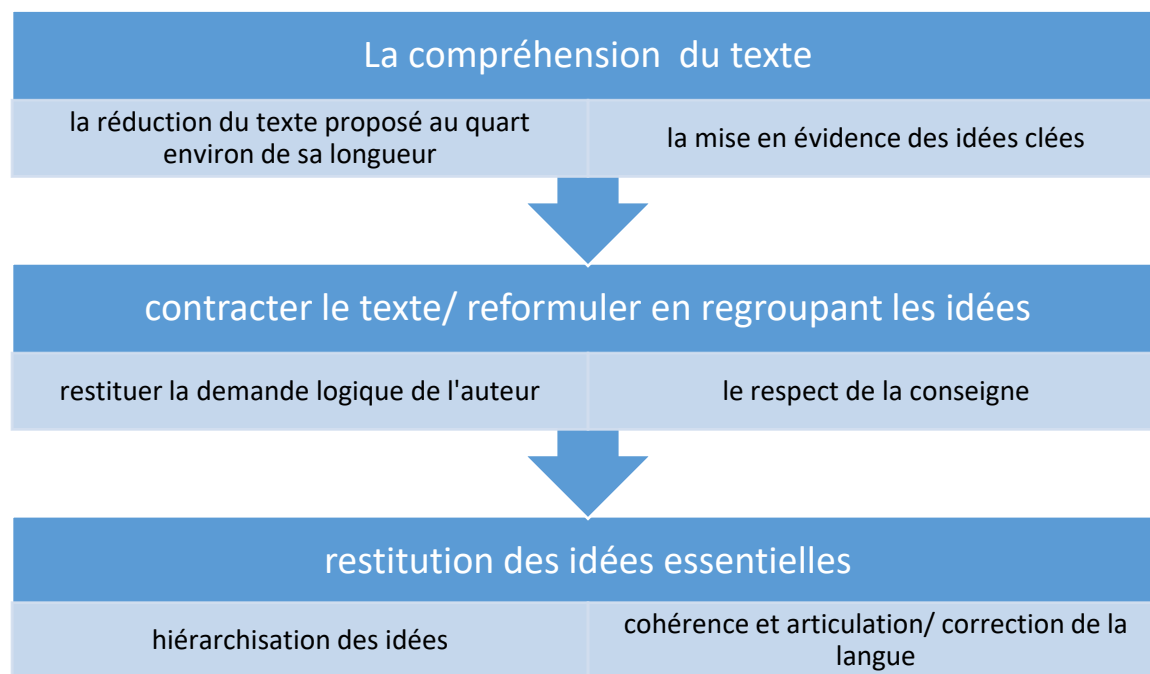 La compréhension  du texte
la réduction du texte proposé au quart
environ de sa longueur
la mise en évidence des idées clées
contracter le texte/ reformuler en regroupant les idées
restituer la demande logique de l'auteur
le respect de la conseigne
restitution des idées essentielles
hiérarchisation des idées
cohérence et articulation/ correction de la
langue